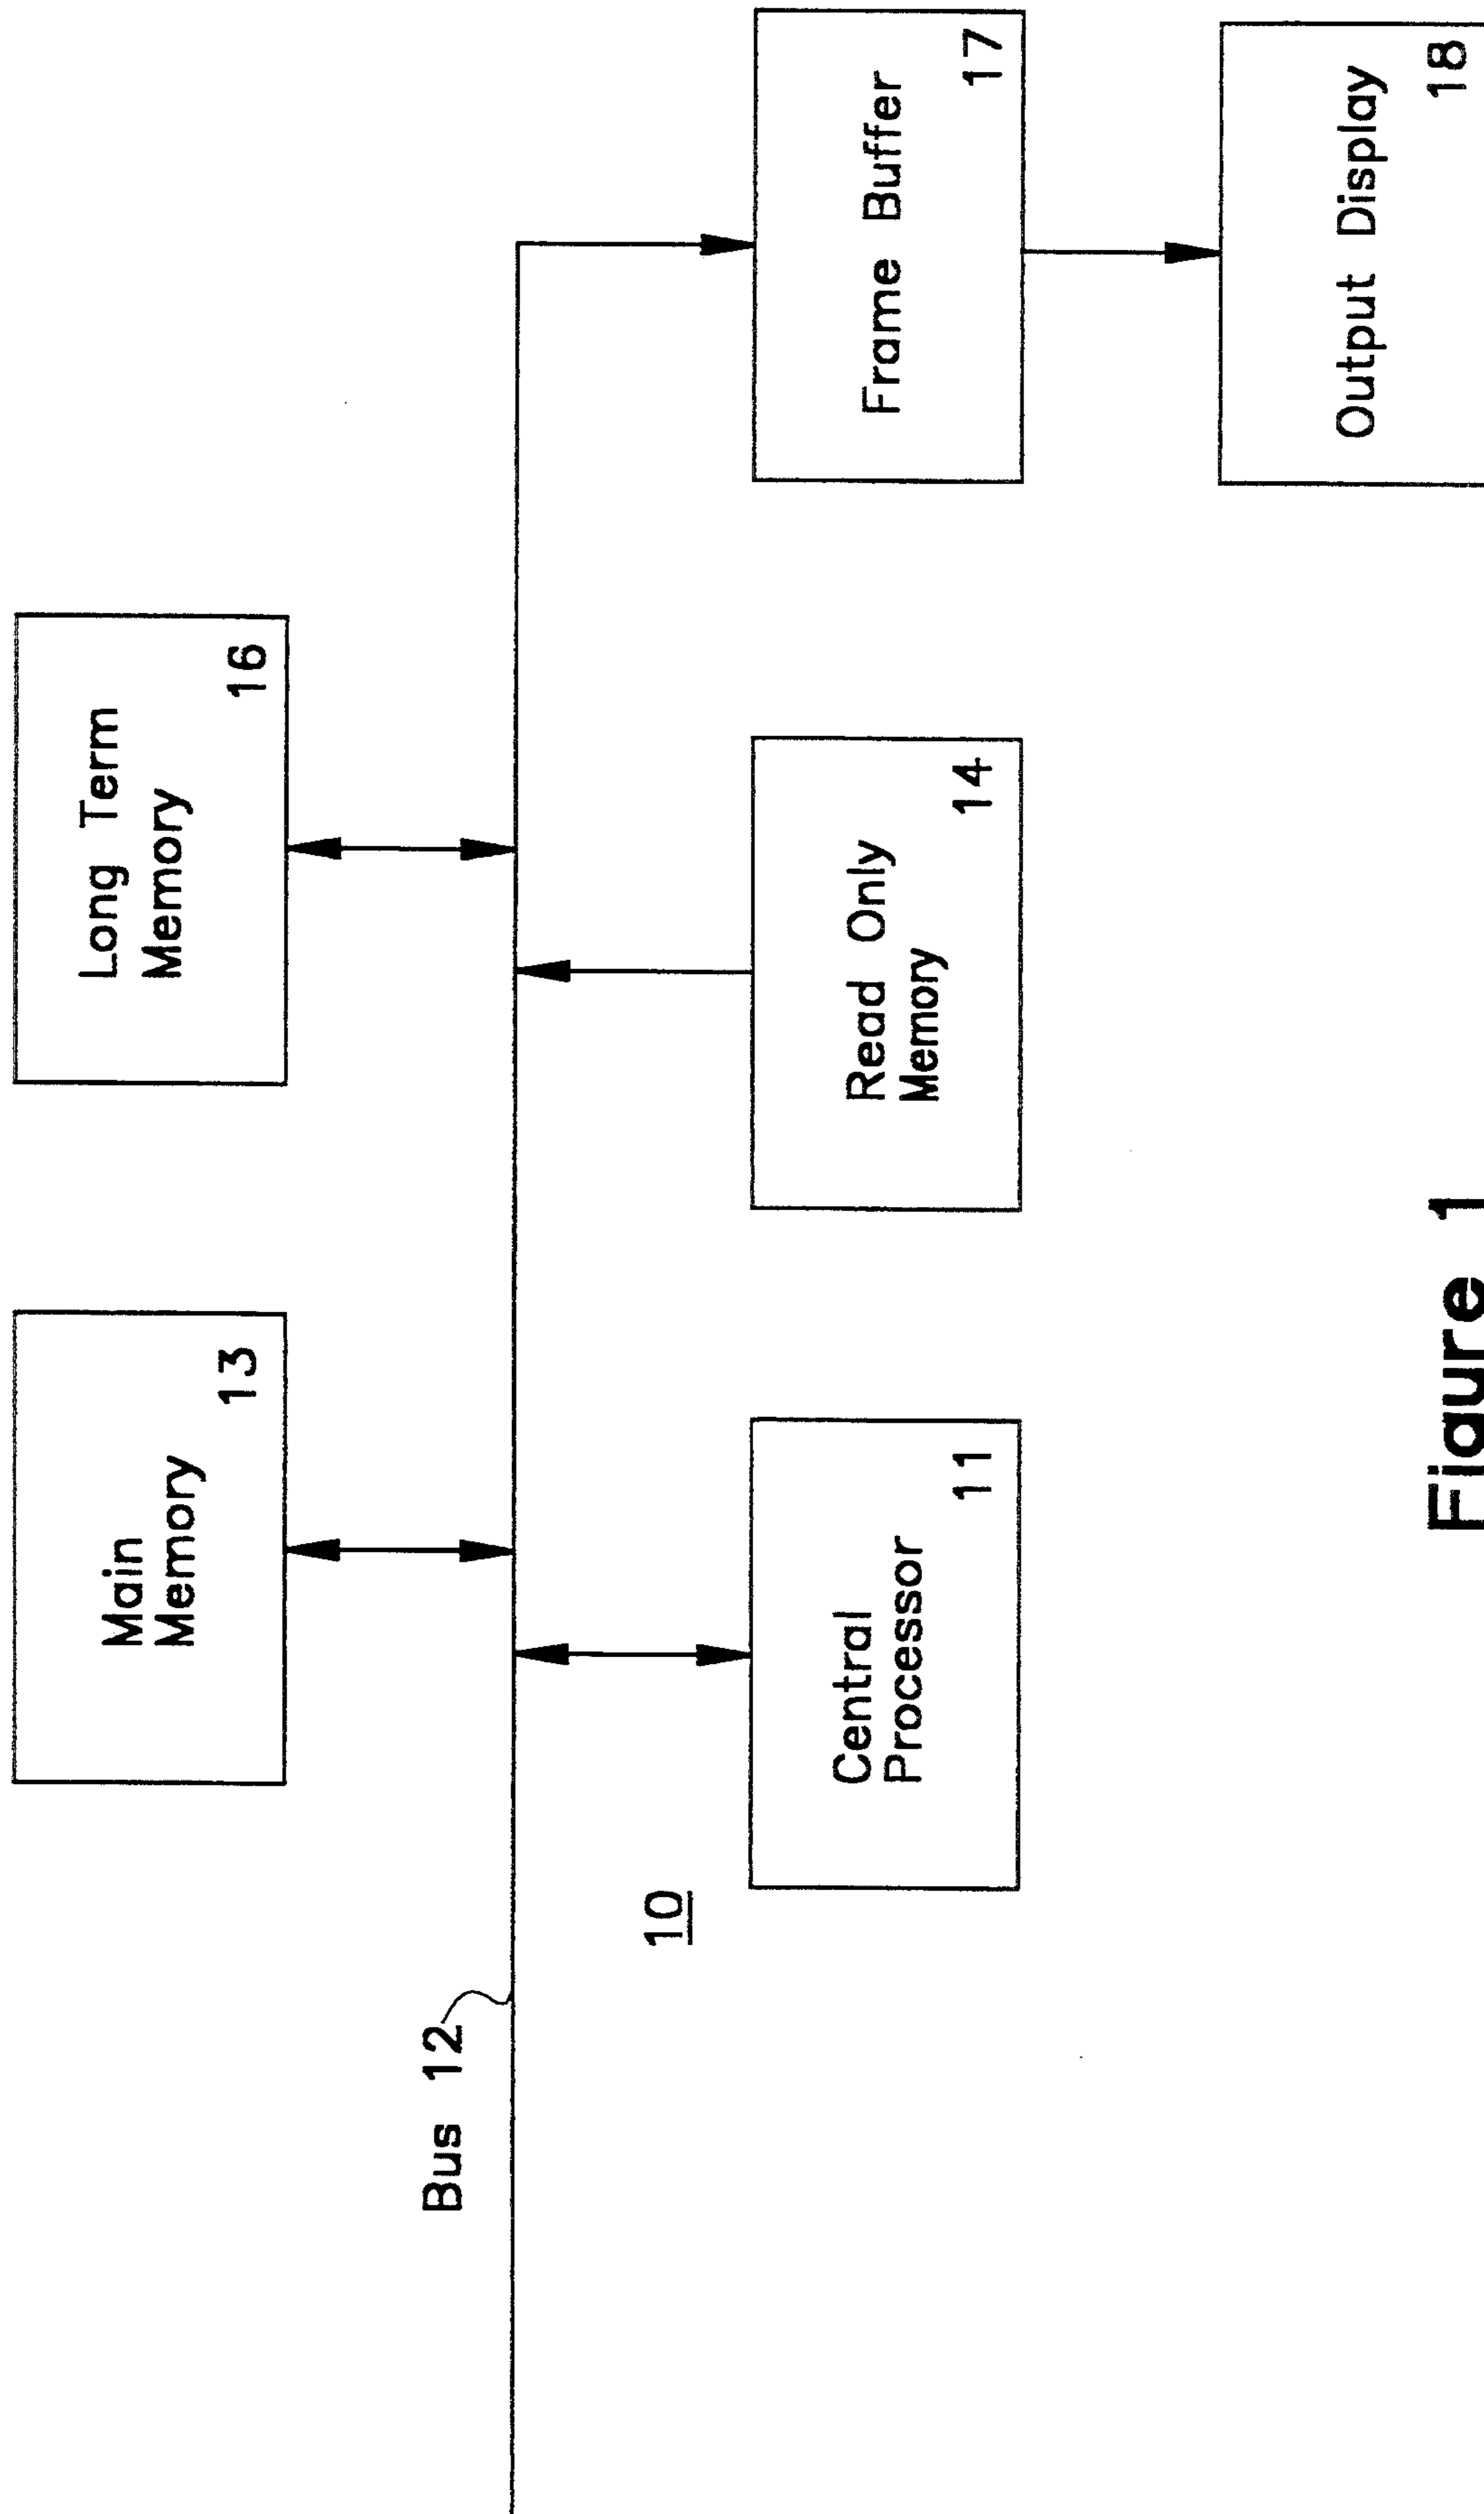 Main
Memory
13
Long Term
Memory
16
Bus 12
10
Central
Processor
11
Read Only
Memory
14
Frame Buffer
17
Output Display
18
Figure 1